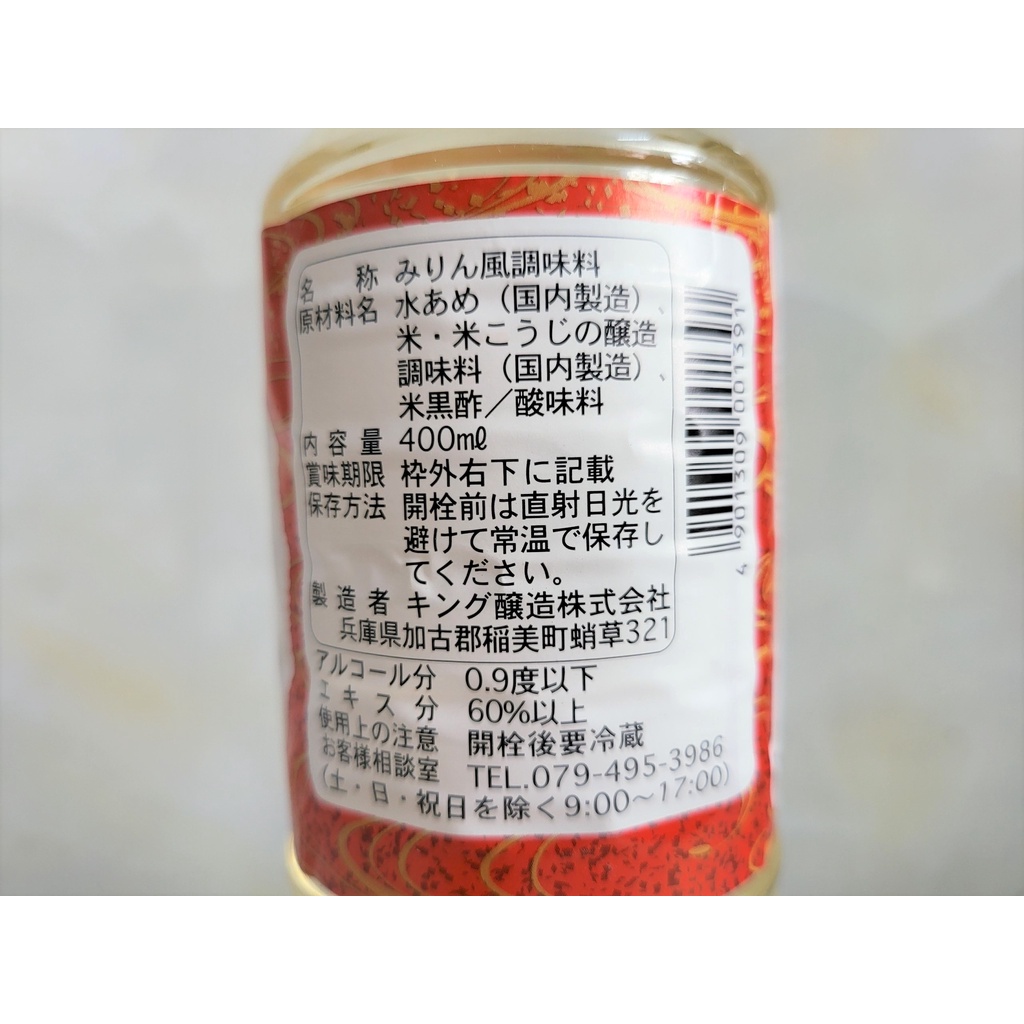 名称 みりん風調味料
原材料名 水あめ（国内製造）、
米・米こうじの醸造
調味料（国内製造）、
米黒酢／酸味料
内容量 400mℓ
賞味期限 枠外右下に記載
保存方法 開栓前は直射日光を
避けて常温で保存し
てください。
製造者 キング醸造株式会社
兵庫県加古郡稲美町蛸草321
アルコール分 0.9度以下
エキス分 60%以上
使用上の注意 開栓後要冷蔵
お客様相談室 TEL.079-495-3986
（土・日・祝日を除く9:00～17:00）
4 901309 001391